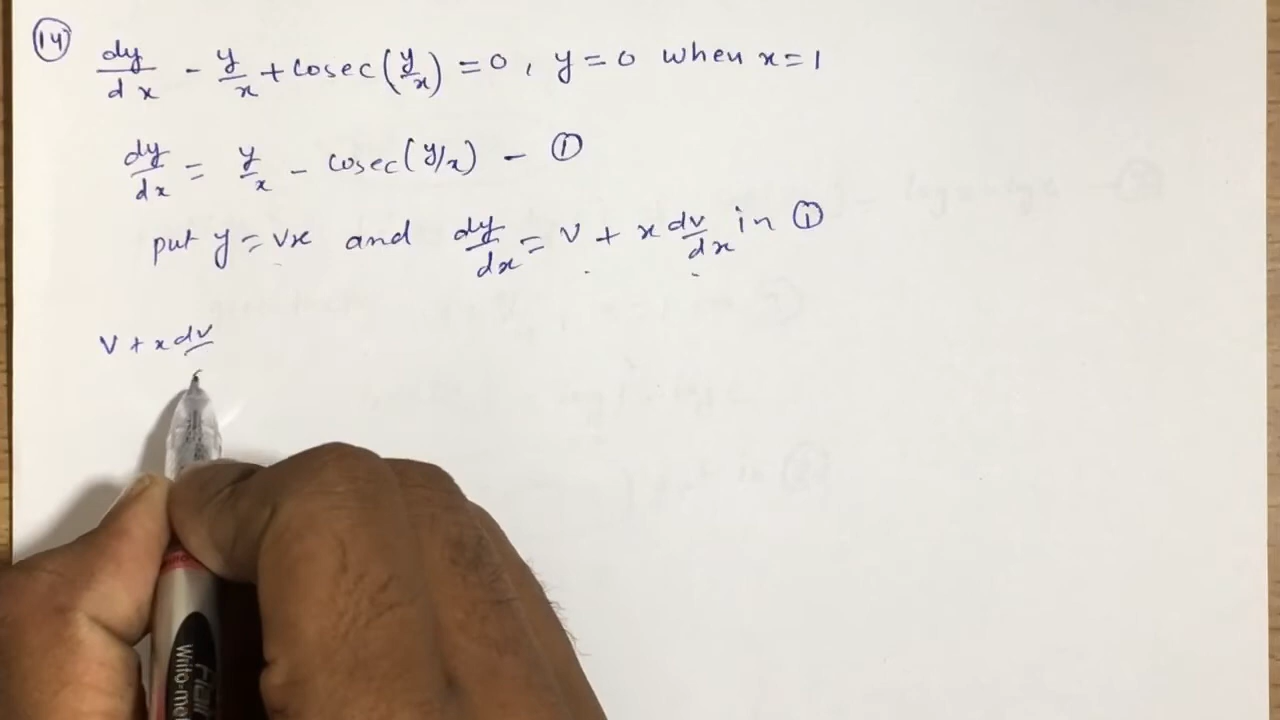 14 dy/dx - y/x + cosec(y/x) = 0, y = 0 when x = 1
dy/dx = y/x - cosec(y/x) - ①
put y = vx and dy/dx = v + x dv/dx in ①
v + x dv